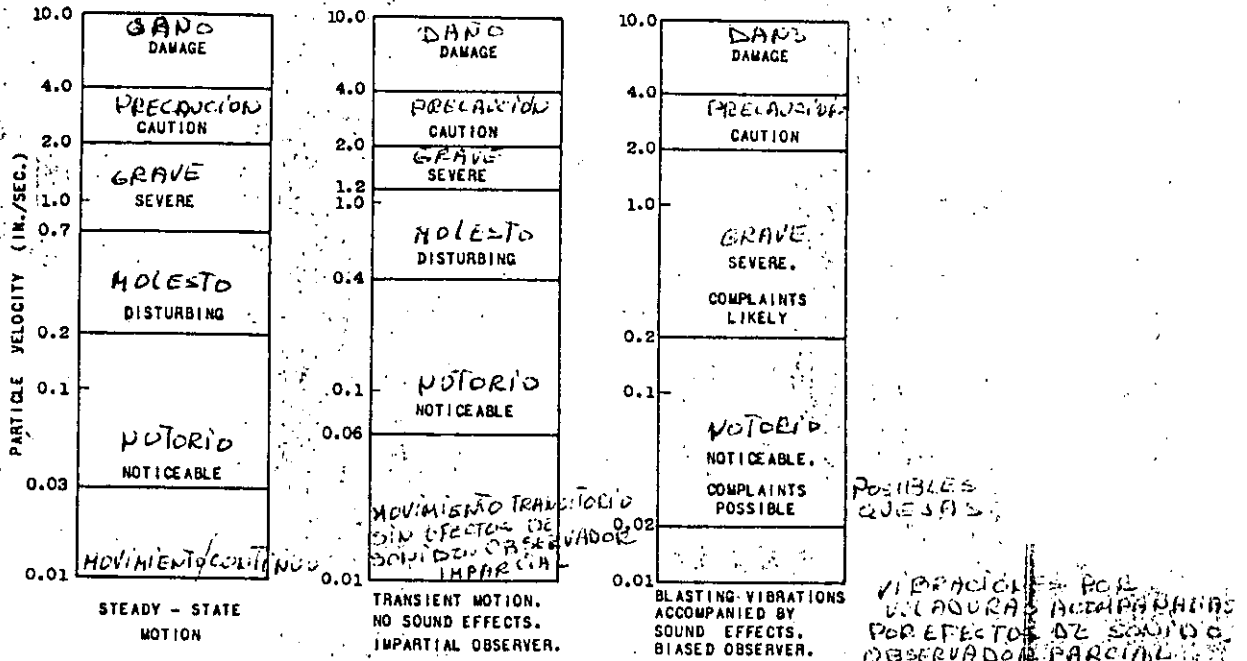 PARTICLE VELOCITY (IN./SEC.)
10.0
4.0
2.0
1.0
0.7
0.2
0.1
0.03
0.01
DAMAGE
PRECAUCIÓN
CAUTION
GRAVE
SEVERE
MOLESTO
DISTURBING
NOTORIO
NOTICEABLE
MOVIMIENTO/CONTINUO
STEADY - STATE
MOTION
10.0
4.0
2.0
1.2
1.0
0.4
0.1
0.06
0.01
DAÑO
DAMAGE
PRECAUCIÓN
CAUTION
GRAVE
SEVERE
MOLESTO
DISTURBING
NOTORIO
NOTICEABLE
MOVIMIENTO TRANSITORIO
SIN EFECTOS DE
SONIDO OBSERVADOR
IMPARCIAL
TRANSIENT MOTION.
NO SOUND EFFECTS.
IMPARTIAL OBSERVER.
10.0
4.0
2.0
1.0
0.2
0.1
0.02
0.01
DAMAGE
PRECAUCIÓN
CAUTION
GRAVE
SEVERE.
COMPLAINTS
LIKELY
NOTORIO
NOTICEABLE.
COMPLAINTS
POSSIBLE
POSIBLES
QUEJAS
BLASTING VIBRATIONS
ACCOMPANIED BY
SOUND EFFECTS.
BIASED OBSERVER.
VIBRACIONES POR
VOLADURAS ACOMPAÑADAS
POR EFECTOS DE SONIDO.
OBSERVADOR PARCIAL